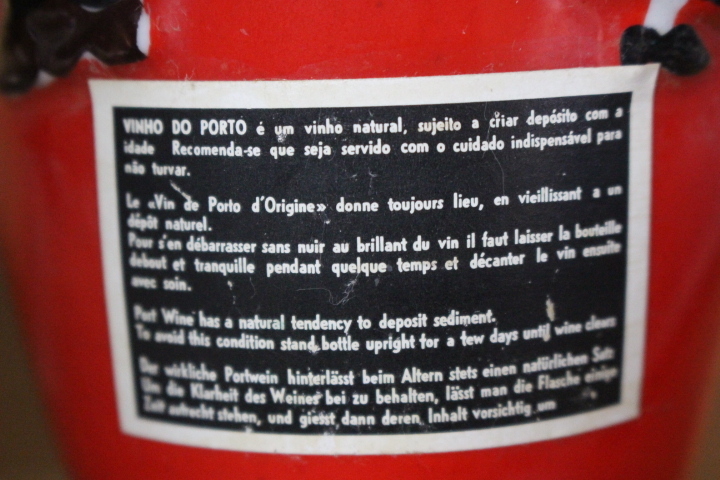 VINHO DO PORTO é um vinho natural, sujeito a criar depósito com a
idade Recomenda-se que seja servido com o cuidado indispensável para
não turvar.
Le «Vin de Porto d'Origine» donne toujours lieu, en vieillissant a un
dépôt naturel.
Pour s'en débarrasser sans nuir au brillant du vin il faut laisser la bouteille
debout et tranquille pendant quelque temps et décanter le vin ensuite
avec soin.
Port Wine has a natural tendency to deposit sediment.
To avoid this condition stand bottle upright for a few days until wine clears
Der wirkliche Portwein hinterlässt beim Altern stets einen natürlichen Satz
Um die Klarheit des Weines bei zu behalten, lässt man die Flasche einige
Zeit aufrecht stehen, und giesst dann deren Inhalt vorsichtig um